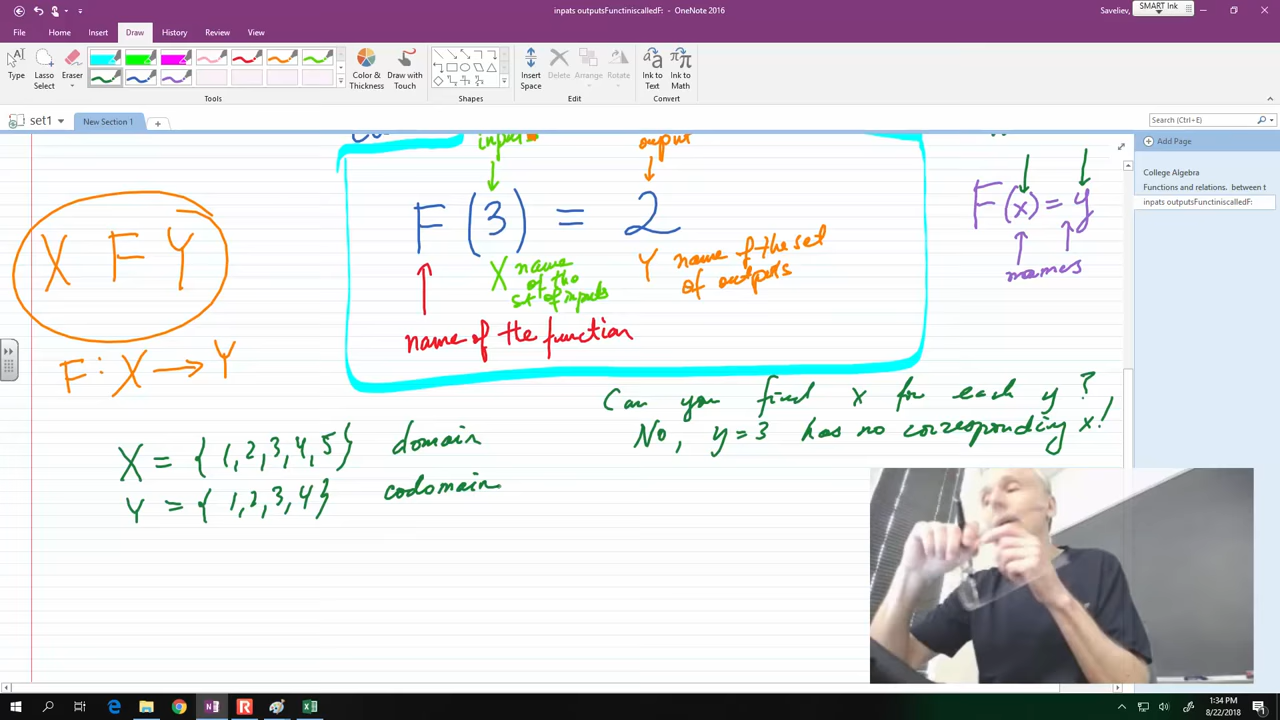 inpats outputsFunctiniscalledF: - OneNote 2016
Saveliev,
SMART Ink
File
Home
Insert
Draw
History
Review
View
Type
Lasso Select
Eraser
Color & Thickness
Draw with Touch
Insert Space
Delete
Arrange
Rotate
Ink to Text
Ink to Math
Tools
Shapes
Edit
Convert
set1
New Section 1
Search (Ctrl+E)
Add Page
College Algebra
Functions and relations. between t
inpats outputsFunctiniscalledF:
inputs
output
F (3) = 2
X name of the set of inputs
Y name of the set of outputs
name of the function
F(x) = y
names
X F Y
F: X → Y
Can you find x for each y?
No, y = 3 has no corresponding x!
X = { 1, 2, 3, 4, 5 } domain
Y = { 1, 2, 3, 4 } codomain
1:34 PM
8/22/2018